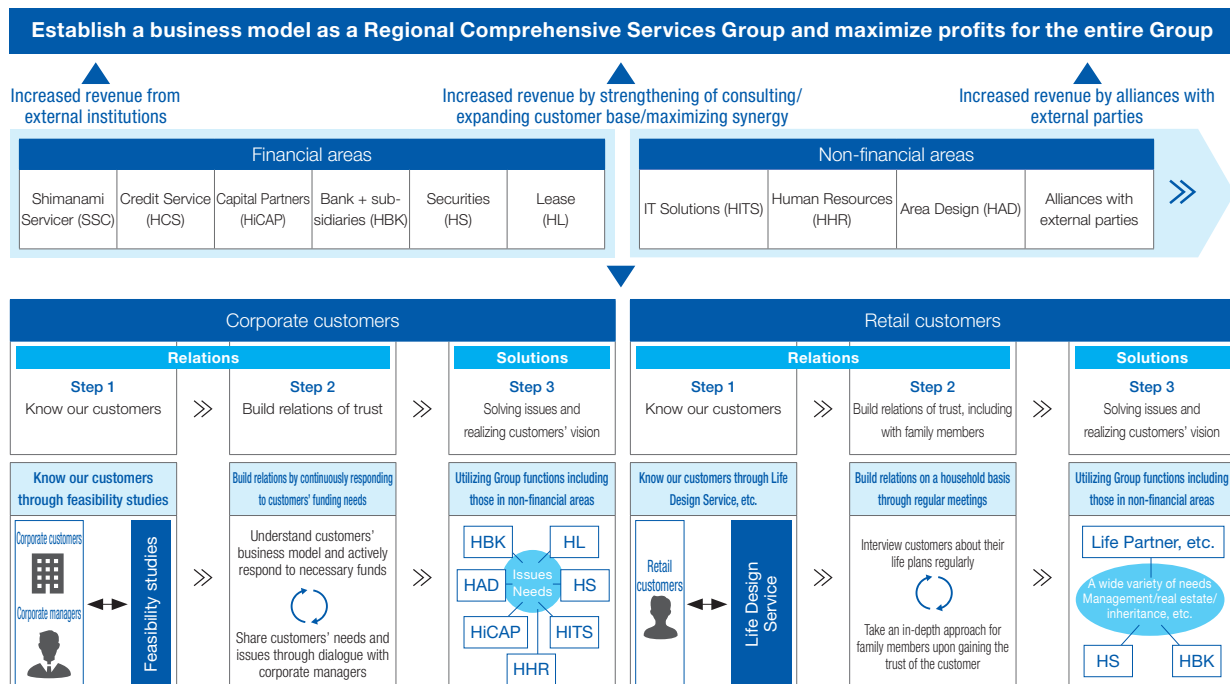 Establish a business model as a Regional Comprehensive Services Group and maximize profits for the entire Group
Increased revenue from
external institutions
Increased revenue by strengthening of consulting/
expanding customer base/maximizing synergy
Increased revenue by alliances with
external parties
Financial areas
Shimanami
Servicer (SSC)
Credit Service
(HCS)
Capital Partners
(HiCAP)
Bank + sub-
sidiaries (HBK)
Securities
(HS)
Lease
(HL)
Non-financial areas
IT Solutions (HITS)
Human Resources
(HHR)
Area Design (HAD)
Alliances with
external parties
Corporate customers
Relations
Solutions
Step 1
Know our customers
Step 2
Build relations of trust
Step 3
Solving issues and
realizing customers' vision
Know our customers
through feasibility studies
Corporate customers
Corporate managers
Feasibility studies
Build relations by continuously responding
to customers' funding needs
Understand customers'
business model and actively
respond to necessary funds
Share customers' needs and
issues through dialogue with
corporate managers
Utilizing Group functions including
those in non-financial areas
HBK
HL
HAD
Issues
Needs
HS
HiCAP
HITS
HHR
Retail customers
Relations
Solutions
Step 1
Know our customers
Step 2
Build relations of trust, including
with family members
Step 3
Solving issues and
realizing customers' vision
Know our customers through Life
Design Service, etc.
Retail
customers
Life Design
Service
Build relations on a household basis
through regular meetings
Interview customers about their
life plans regularly
Take an in-depth approach for
family members upon gaining the
trust of the customer
Utilizing Group functions including
those in non-financial areas
Life Partner, etc.
A wide variety of needs
Management/real estate/
inheritance, etc.
HS
HBK